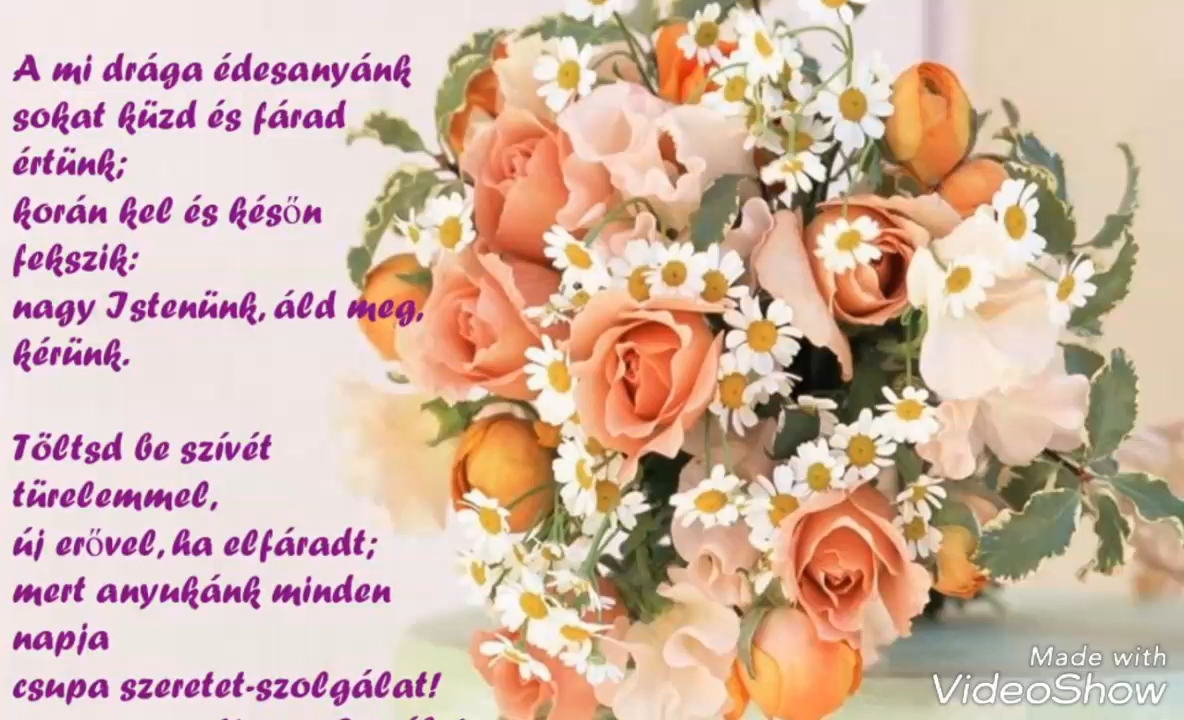 A mi drága édesanyánk
sokat küzd és fárad
értünk;
korán kel és későn
fekszik:
nagy Istenünk, áld meg,
kérünk.
Töltsd be szívét
türelemmel,
új erővel, ha elfáradt;
mert anyukánk minden
napja
csupa szeretet-szolgálat!
Made with
VideoShow